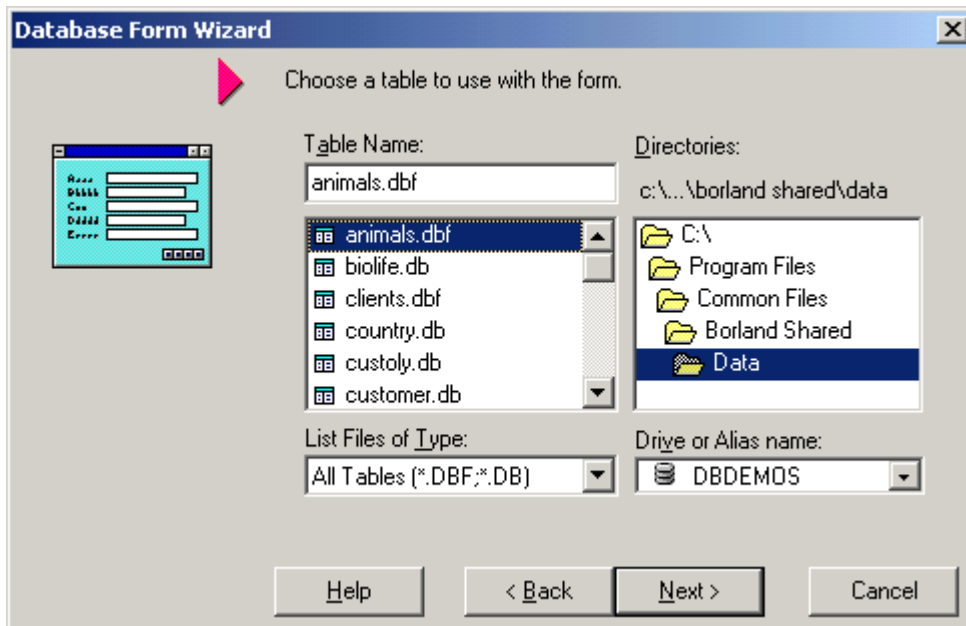 Database Form Wizard
Choose a table to use with the form.
Table Name:
animals.dbf
animals.dbf
biolife.db
clients.dbf
country.db
custoly.db
customer.db
List Files of Type:
All Tables (*.DBF;*.DB)
Directories:
c:\...\borland shared\data
C:\
Program Files
Common Files
Borland Shared
Data
Drive or Alias name:
DBDEMOS
Help
< Back
Next >
Cancel